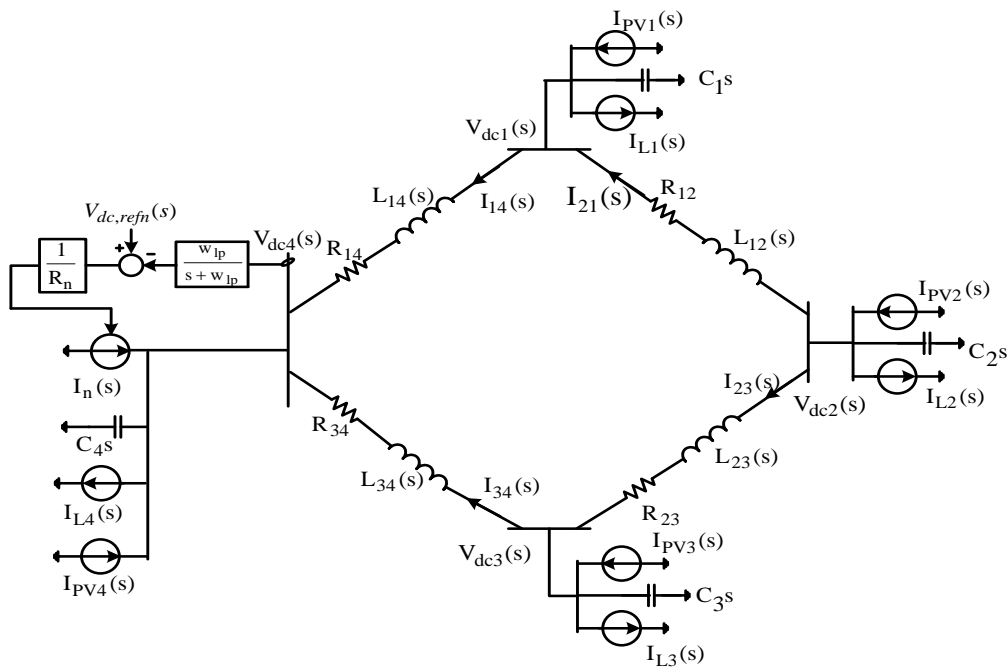 I_PV1(s)
C_1s
I_L1(s)
V_dc1(s)
L_14(s)
I_14(s)
I_21(s)
R_12
L_12(s)
V_dc,refn(s)
V_dc4(s)
R_14
+
-
1
R_n
w_lp
s + w_lp
I_n(s)
C_4s
I_L4(s)
I_PV4(s)
I_PV2(s)
C_2s
I_L2(s)
V_dc2(s)
I_23(s)
L_23(s)
R_23
R_34
L_34(s)
I_34(s)
V_dc3(s)
I_PV3(s)
C_3s
I_L3(s)